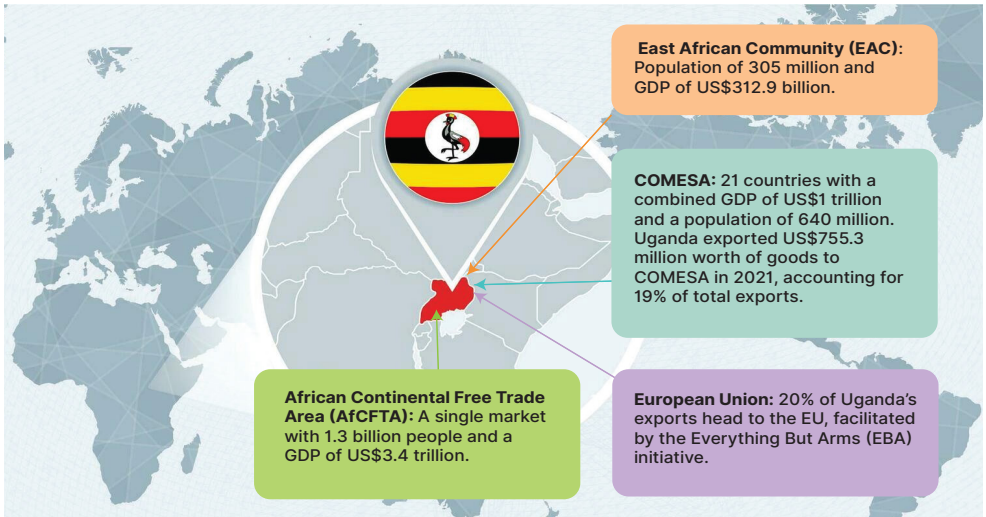 East African Community (EAC):
Population of 305 million and
GDP of US$312.9 billion.
COMESA: 21 countries with a
combined GDP of US$1 trillion
and a population of 640 million.
Uganda exported US$755.3
million worth of goods to
COMESA in 2021, accounting for
19% of total exports.
African Continental Free Trade
Area (AfCFTA): A single market
with 1.3 billion people and a
GDP of US$3.4 trillion.
European Union: 20% of Uganda’s
exports head to the EU, facilitated
by the Everything But Arms (EBA)
initiative.